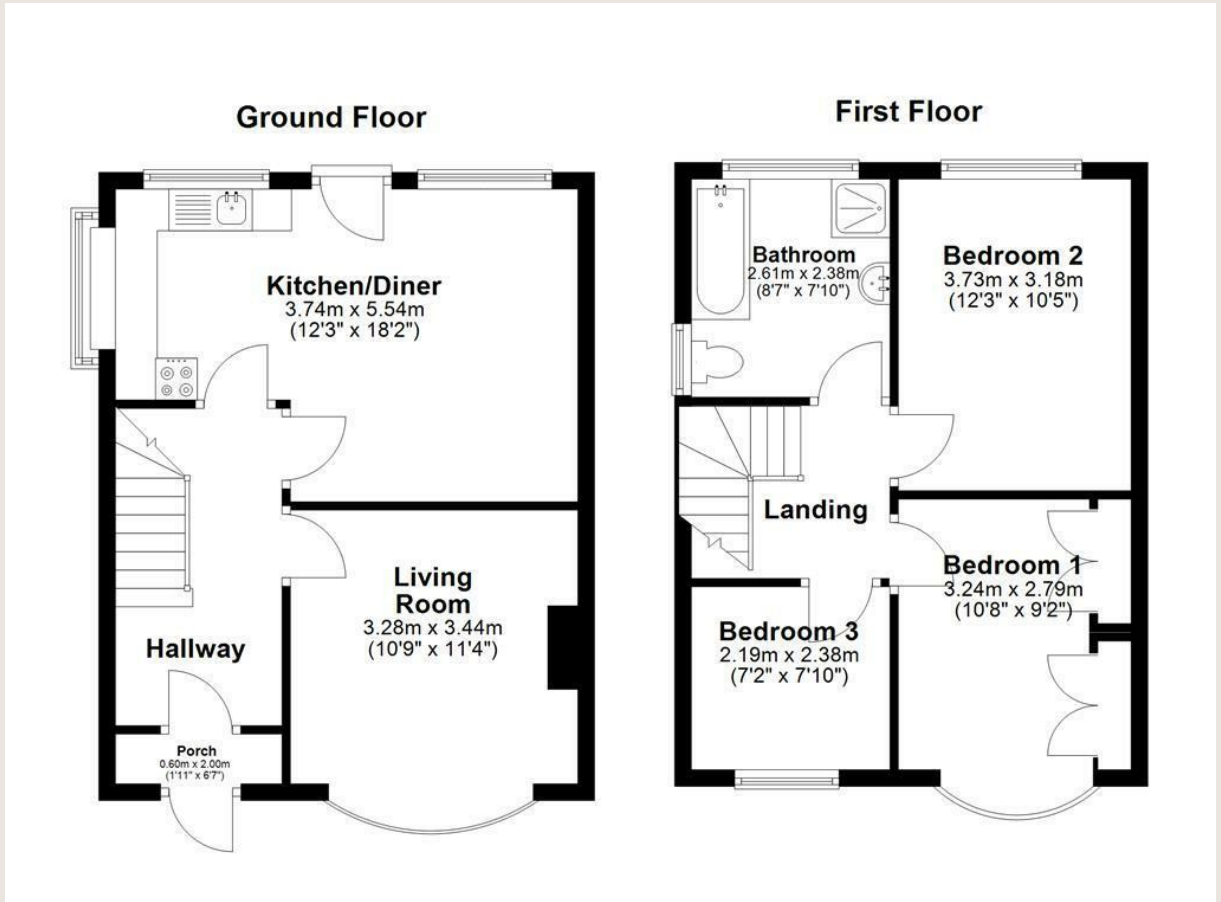 Ground Floor
Kitchen/Diner
3.74m x 5.54m
(12'3" x 18'2")
Living
Room
3.28m x 3.44m
(10'9" x 11'4")
Hallway
Porch
0.60m x 2.00m
(1'11" x 6'7")
First Floor
Bathroom
2.61m x 2.38m
(8'7" x 7'10")
Bedroom 2
3.73m x 3.18m
(12'3" x 10'5")
Landing
Bedroom 1
3.24m x 2.79m
(10'8" x 9'2")
Bedroom 3
2.19m x 2.38m
(7'2" x 7'10")